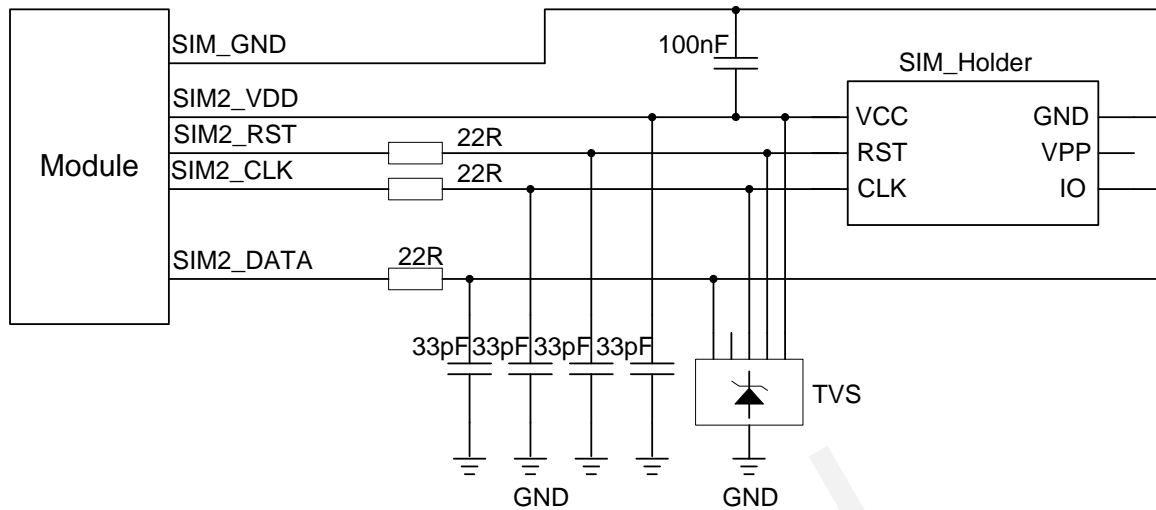 SIM_GND
100nF
SIM_Holder
SIM2_VDD
VCC
GND
SIM2_RST
22R
RST
VPP
Module
SIM2_CLK
22R
CLK
IO
SIM2_DATA
22R
33pF 33pF 33pF 33pF
TVS
GND
GND